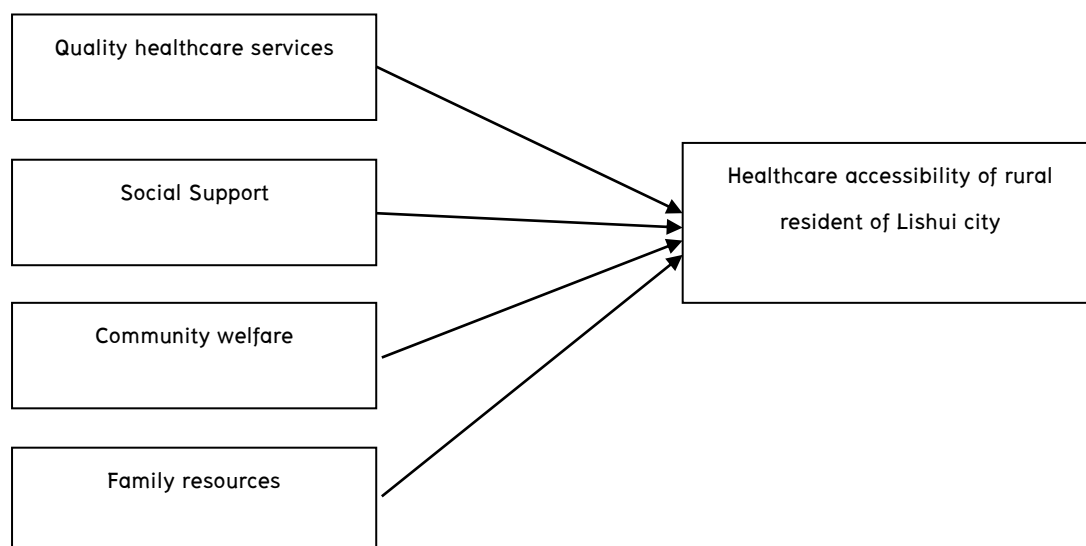 Quality healthcare services
Social Support
Community welfare
Family resources
Healthcare accessibility of rural
resident of Lishui city